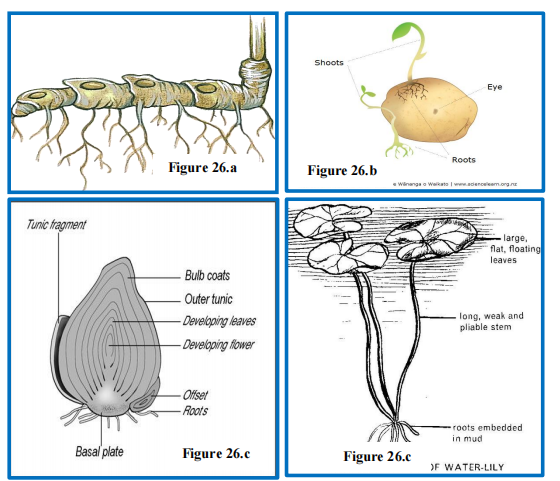 Figure 26.a
Shoots
Eye
Roots
Figure 26.b
© Wānanga o Waikato | www.sciencelearn.org.nz
Tunic fragment
Bulb coats
Outer tunic
Developing leaves
Developing flower
Offset
Roots
Basal plate
Figure 26.c
large,
flat, floating
leaves
long, weak and
pliable stem
roots embedded
in mud
Figure 26.c
OF WATER-LILY